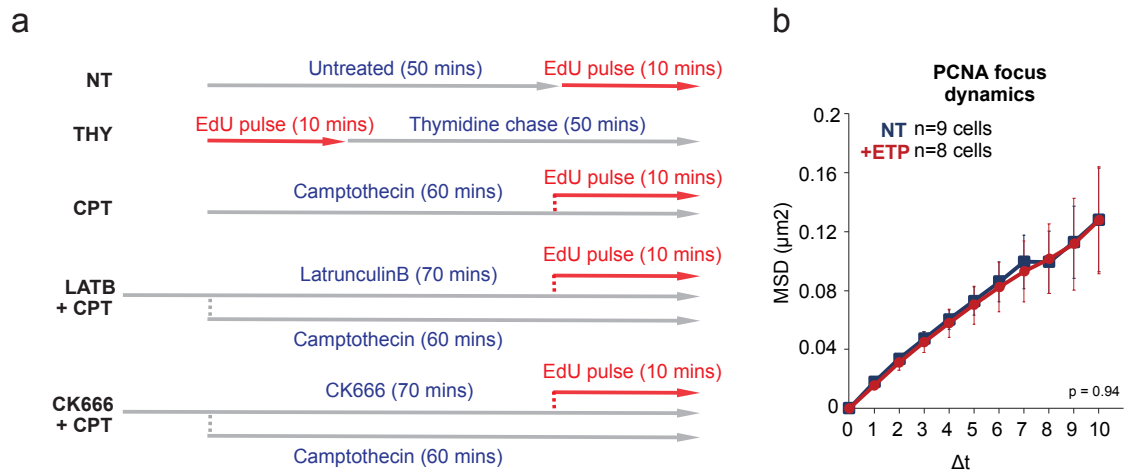 a
NT
Untreated (50 mins)
EdU pulse (10 mins)
THY
EdU pulse (10 mins)
Thymidine chase (50 mins)
CPT
Camptothecin (60 mins)
EdU pulse (10 mins)
LATB
+ CPT
LatrunculinB (70 mins)
EdU pulse (10 mins)
Camptothecin (60 mins)
CK666
+ CPT
CK666 (70 mins)
EdU pulse (10 mins)
Camptothecin (60 mins)
b
PCNA focus
dynamics
NT n=9 cells
+ETP n=8 cells
MSD (µm2)
0.2
0.16
0.12
0.08
0.04
0
p = 0.94
0 1 2 3 4 5 6 7 8 9 10
Δt